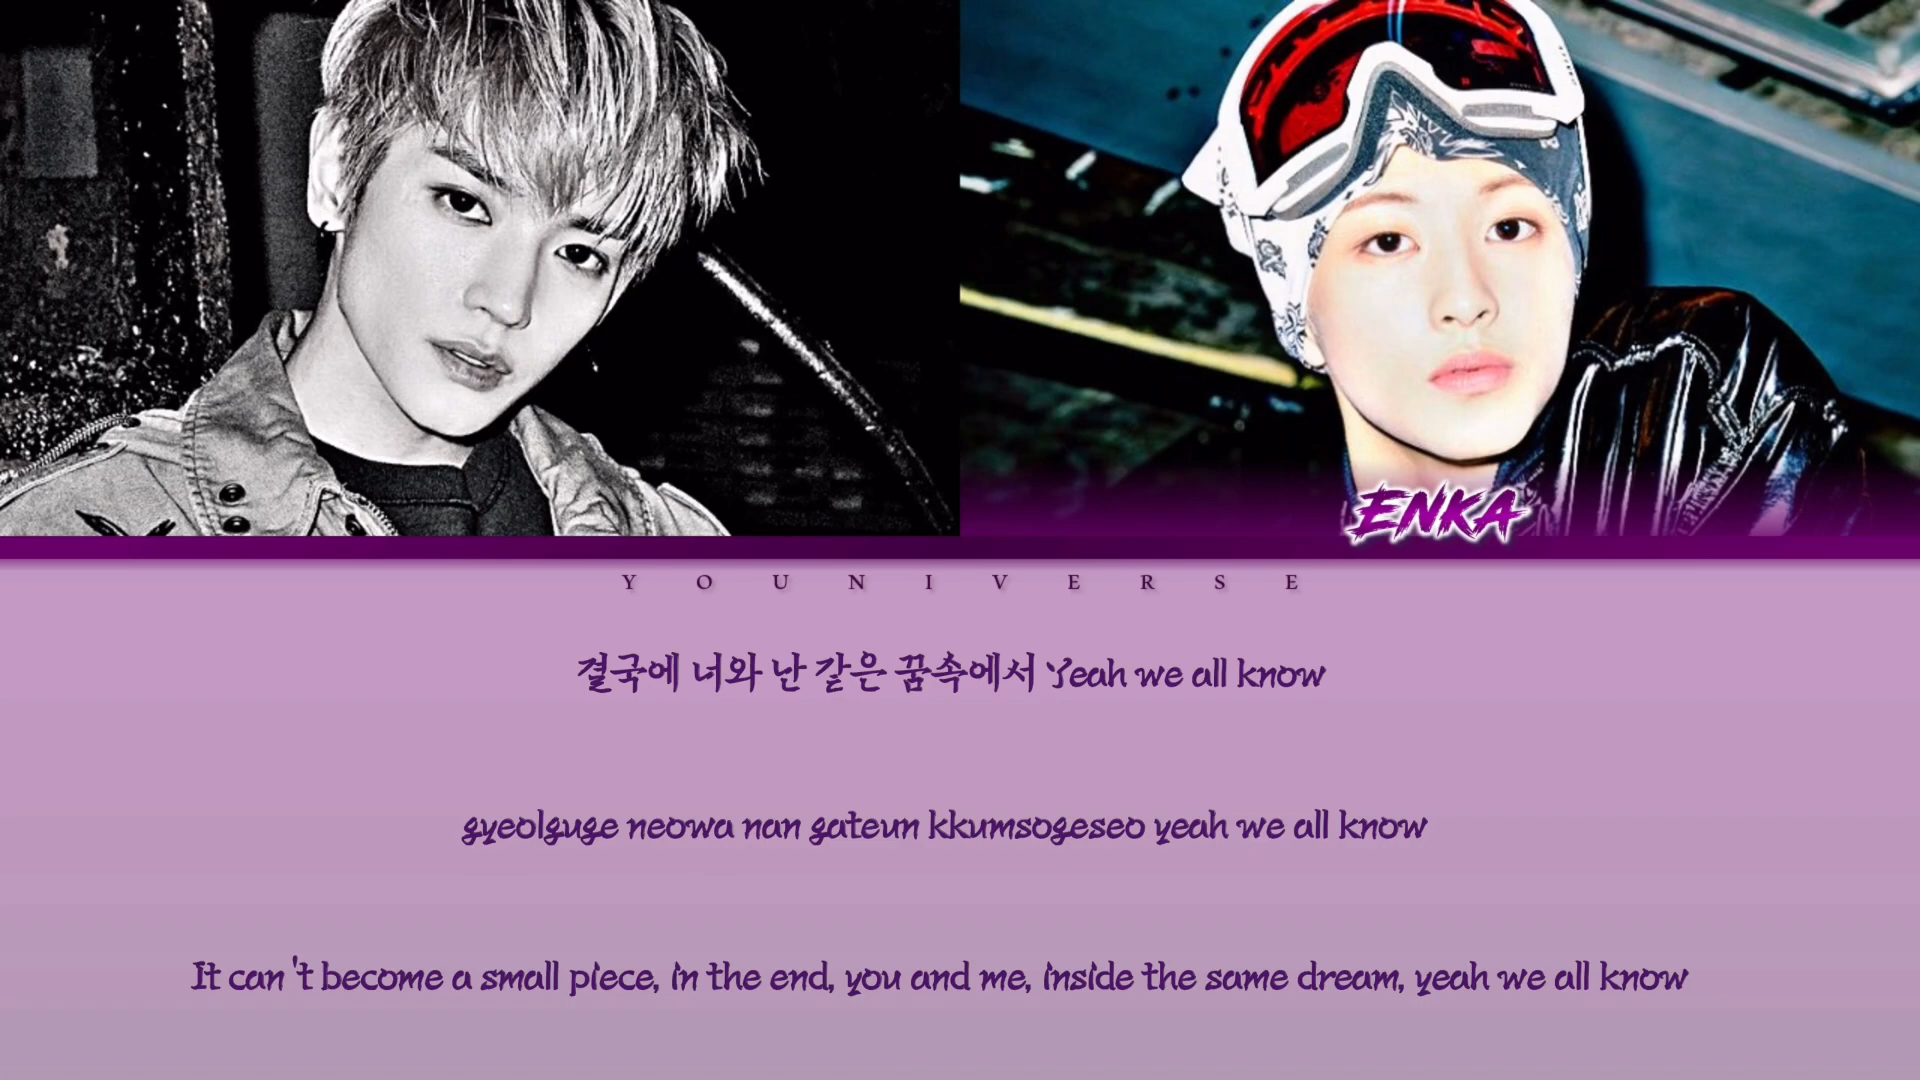 ENKA
YOUNIVERSE
결국에 너와 난 같은 꿈속에서 Yeah we all know
gyeolguge neowa nan gateun kkumsogeseo yeah we all know
It can't become a small piece, in the end, you and me, inside the same dream, yeah we all know